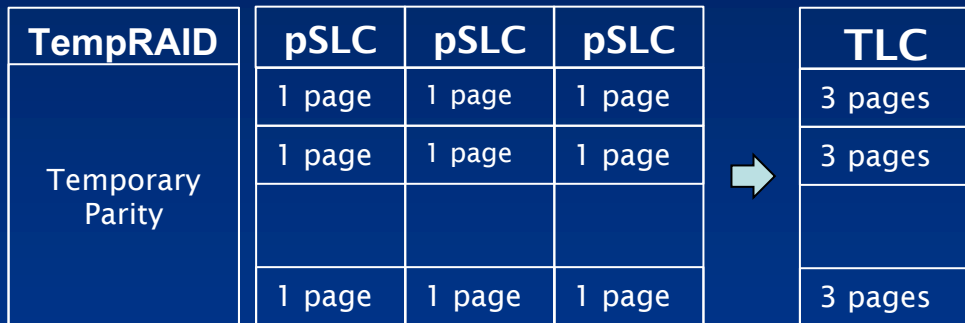 TempRAID pSLC pSLC pSLC TLC
1 page 1 page 1 page 3 pages
1 page 1 page 1 page 3 pages
Temporary
Parity
1 page 1 page 1 page 3 pages